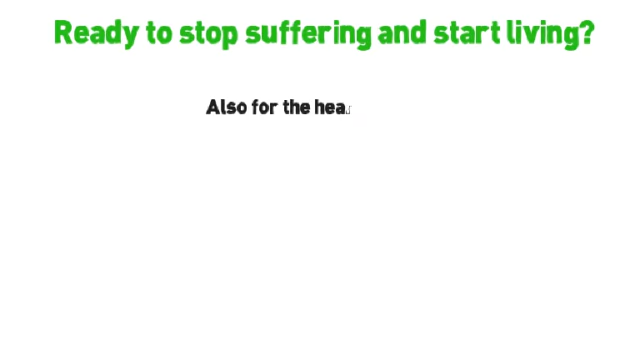 Ready to stop suffering and start living?
Also for the hea